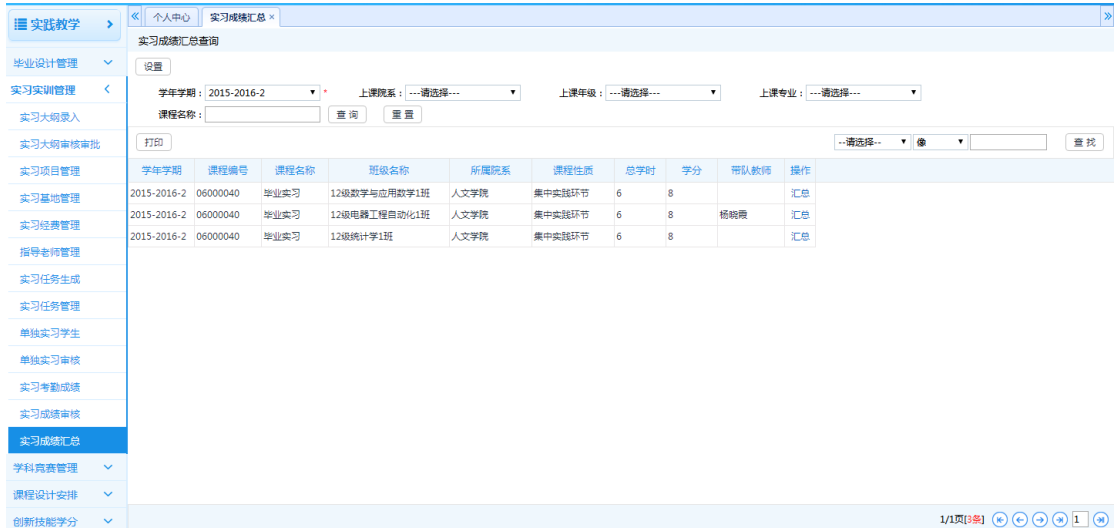 实践教学
毕业设计管理
实习实训管理
实习大纲录入
实习大纲审核审批
实习项目管理
实习基地管理
实习经费管理
指导老师管理
实习任务生成
实习任务管理
单独实习学生
单独实习审核
实习考勤成绩
实习成绩审核
实习成绩汇总
学科竞赛管理
课程设计安排
创新技能学分
个人中心 实习成绩汇总 ×
实习成绩汇总查询
设置
学年学期： 2015-2016-2 * 上课院系： ---请选择--- 上课年级： ---请选择--- 上课专业： ---请选择---
课程名称： 查 询 重 置
打印 --请选择-- 像 查 找
学年学期 课程编号 课程名称 班级名称 所属院系 课程性质 总学时 学分 带队教师 操作
2015-2016-2 06000040 毕业实习 12级数学与应用数学1班 人文学院 集中实践环节 6 8 汇总
2015-2016-2 06000040 毕业实习 12级电器工程自动化1班 人文学院 集中实践环节 6 8 杨晓霞 汇总
2015-2016-2 06000040 毕业实习 12级统计学1班 人文学院 集中实践环节 6 8 汇总
1/1页[3条] 1